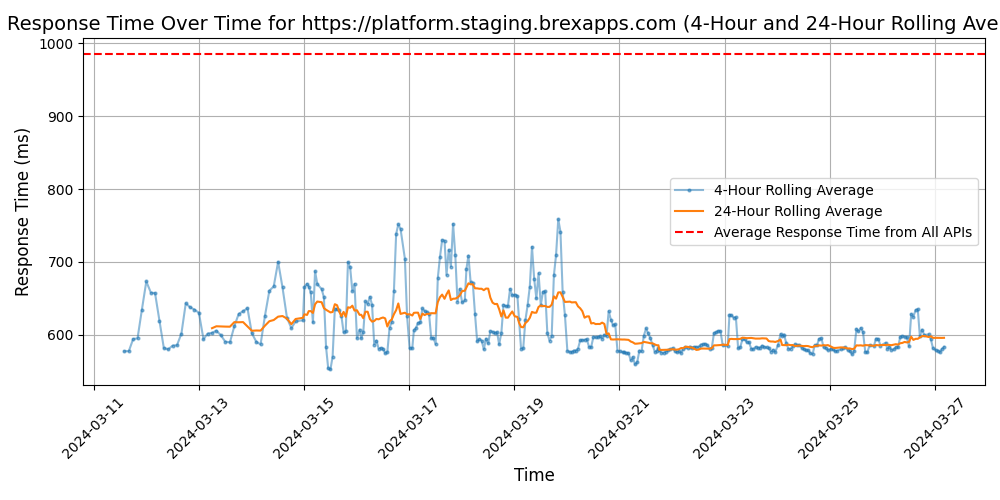 Response Time Over Time for https://platform.staging.brexapps.com (4-Hour and 24-Hour Rolling Ave
Response Time (ms)
1000
900
800
700
600
4-Hour Rolling Average
24-Hour Rolling Average
Average Response Time from All APIs
2024-03-11
2024-03-13
2024-03-15
2024-03-17
2024-03-19
2024-03-21
2024-03-23
2024-03-25
2024-03-27
Time